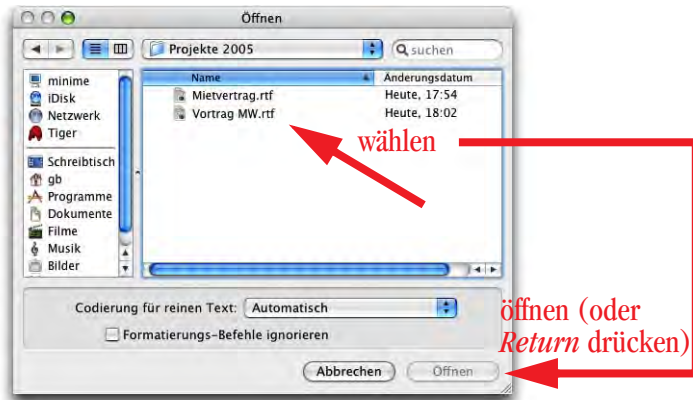 Öffnen
Projekte 2005
suchen
Name Änderungsdatum
minime
iDisk
Netzwerk
Tiger
Schreibtisch
gb
Programme
Dokumente
Filme
Musik
Bilder
Mietvertrag.rtf Heute, 17:54
Vortrag MW.rtf Heute, 18:02
wählen
Codierung für reinen Text: Automatisch
Formatierungs-Befehle ignorieren
öffnen (oder
Return drücken)
Abbrechen Öffnen